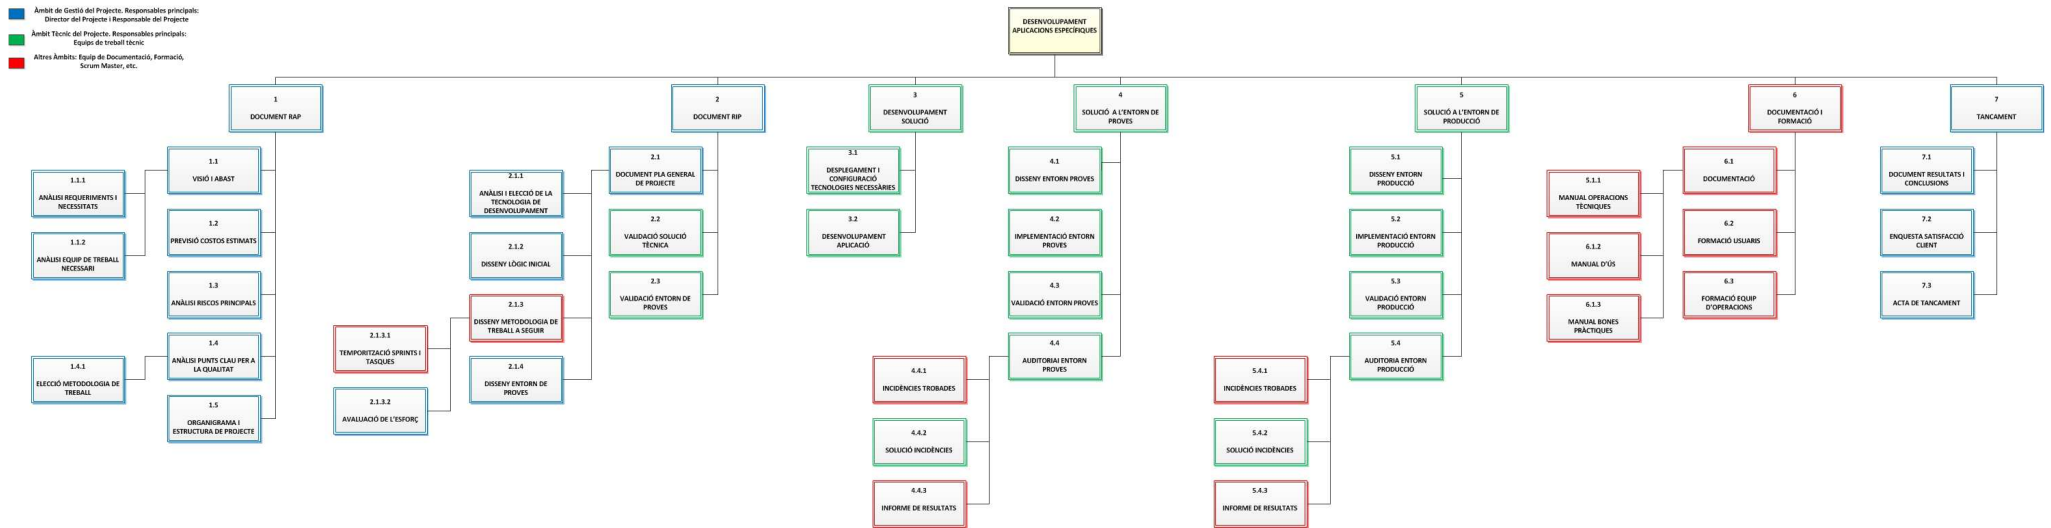 Àmbit de Gestió del Projecte. Responsables principals:
Director del Projecte i Responsable del Projecte
Àmbit Tècnic del Projecte. Responsables principals:
Equips de treball tècnic
Altres Àmbits: Equip de Documentació, Formació,
Scrum Master, etc.
DESENVOLUPAMENT
APLICACIONS ESPECÍFIQUES
1
DOCUMENT RAP
1.1
VISIÓ I ABAST
1.1.1
ANÀLISI REQUERIMENTS I
NECESSITATS
1.1.2
ANÀLISI EQUIP DE TREBALL
NECESSARI
1.2
PREVISIÓ COSTOS ESTIMATS
1.3
ANÀLISI RISCOS PRINCIPALS
1.4
ANÀLISI PUNTS CLAU PER A
LA QUALITAT
1.4.1
ELECCIÓ METODOLOGIA DE
TREBALL
1.5
ORGANIGRAMA I
ESTRUCTURA DE PROJECTE
2
DOCUMENT RIP
2.1
DOCUMENT PLA GENERAL
DE PROJECTE
2.1.1
ANÀLISI I ELECCIÓ DE LA
TECNOLOGIA DE
DESENVOLUPAMENT
2.1.2
DISSENY LÒGIC INICIAL
2.1.3
DISSENY METODOLOGIA DE
TREBALL A SEGUIR
2.1.3.1
TEMPORITZACIÓ SPRINTS I
TASQUES
2.1.3.2
AVALUACIÓ DE L'ESFORÇ
2.1.4
DISSENY ENTORN DE
PROVES
2.2
VALIDACIÓ SOLUCIÓ
TÈCNICA
2.3
VALIDACIÓ ENTORN DE
PROVES
3
DESENVOLUPAMENT
SOLUCIÓ
3.1
DESPLEGAMENT I
CONFIGURACIÓ
TECNOLOGIES NECESSÀRIES
3.2
DESENVOLUPAMENT
APLICACIÓ
4
SOLUCIÓ A L'ENTORN DE
PROVES
4.1
DISSENY ENTORN PROVES
4.2
IMPLEMENTACIÓ ENTORN
PROVES
4.3
VALIDACIÓ ENTORN PROVES
4.4
AUDITORIAI ENTORN
PROVES
4.4.1
INCIDÈNCIES TROBADES
4.4.2
SOLUCIÓ INCIDÈNCIES
4.4.3
INFORME DE RESULTATS
5
SOLUCIÓ A L'ENTORN DE
PRODUCCIÓ
5.1
DISSENY ENTORN
PRODUCCIÓ
5.2
IMPLEMENTACIÓ ENTORN
PRODUCCIÓ
5.3
VALIDACIÓ ENTORN
PRODUCCIÓ
5.4
AUDITORIA ENTORN
PRODUCCIÓ
5.4.1
INCIDÈNCIES TROBADES
5.4.2
SOLUCIÓ INCIDÈNCIES
5.4.3
INFORME DE RESULTATS
6
DOCUMENTACIÓ I
FORMACIÓ
6.1
DOCUMENTACIÓ
5.1.1
MANUAL OPERACIONS
TÈCNIQUES
6.1.2
MANUAL D'ÚS
6.1.3
MANUAL BONES
PRÀCTIQUES
6.2
FORMACIÓ USUARIS
6.3
FORMACIÓ EQUIP
D'OPERACIONS
7
TANCAMENT
7.1
DOCUMENT RESULTATS I
CONCLUSIONS
7.2
ENQUESTA SATISFACCIÓ
CLIENT
7.3
ACTA DE TANCAMENT